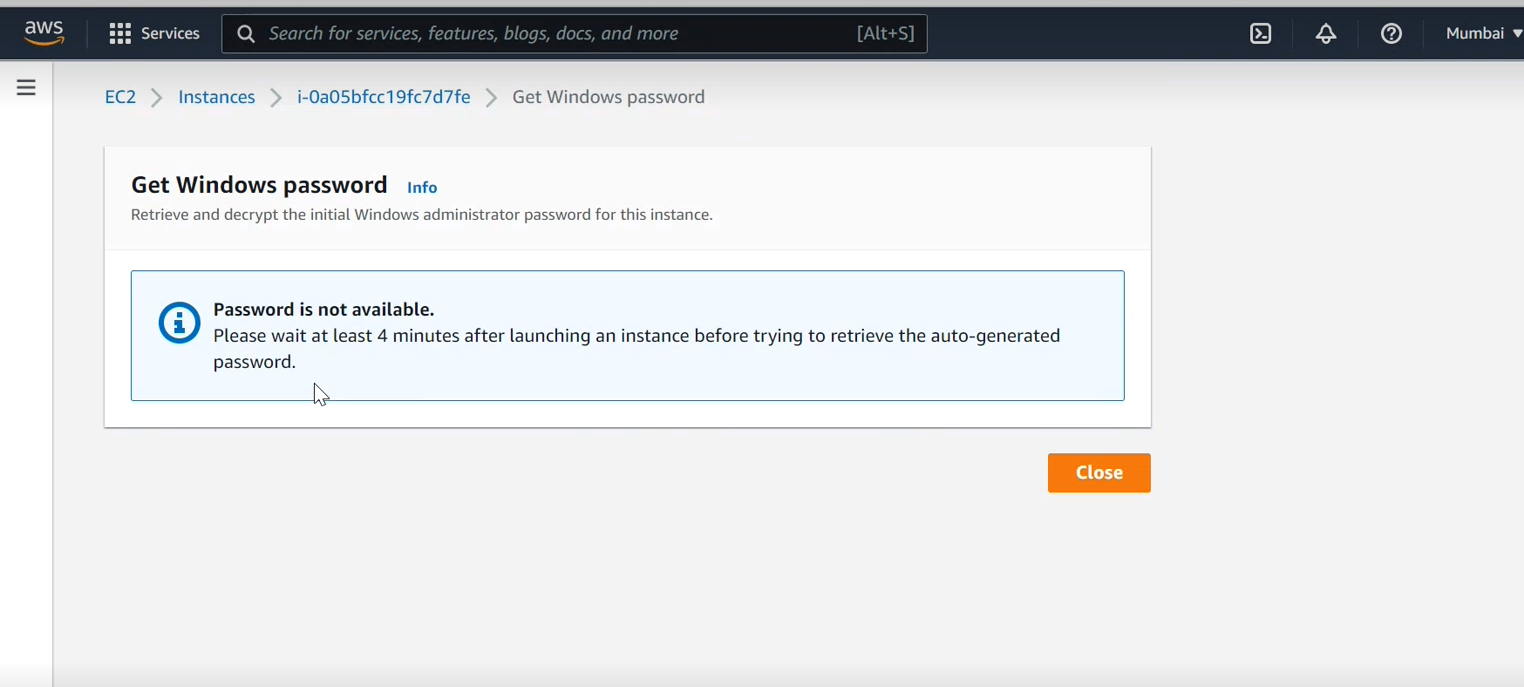 aws Services Search for services, features, blogs, docs, and more [Alt+S] Mumbai
EC2 Instances i-0a05bfcc19fc7d7fe Get Windows password
Get Windows password Info
Retrieve and decrypt the initial Windows administrator password for this instance.
Password is not available.
Please wait at least 4 minutes after launching an instance before trying to retrieve the auto-generated
password.
Close